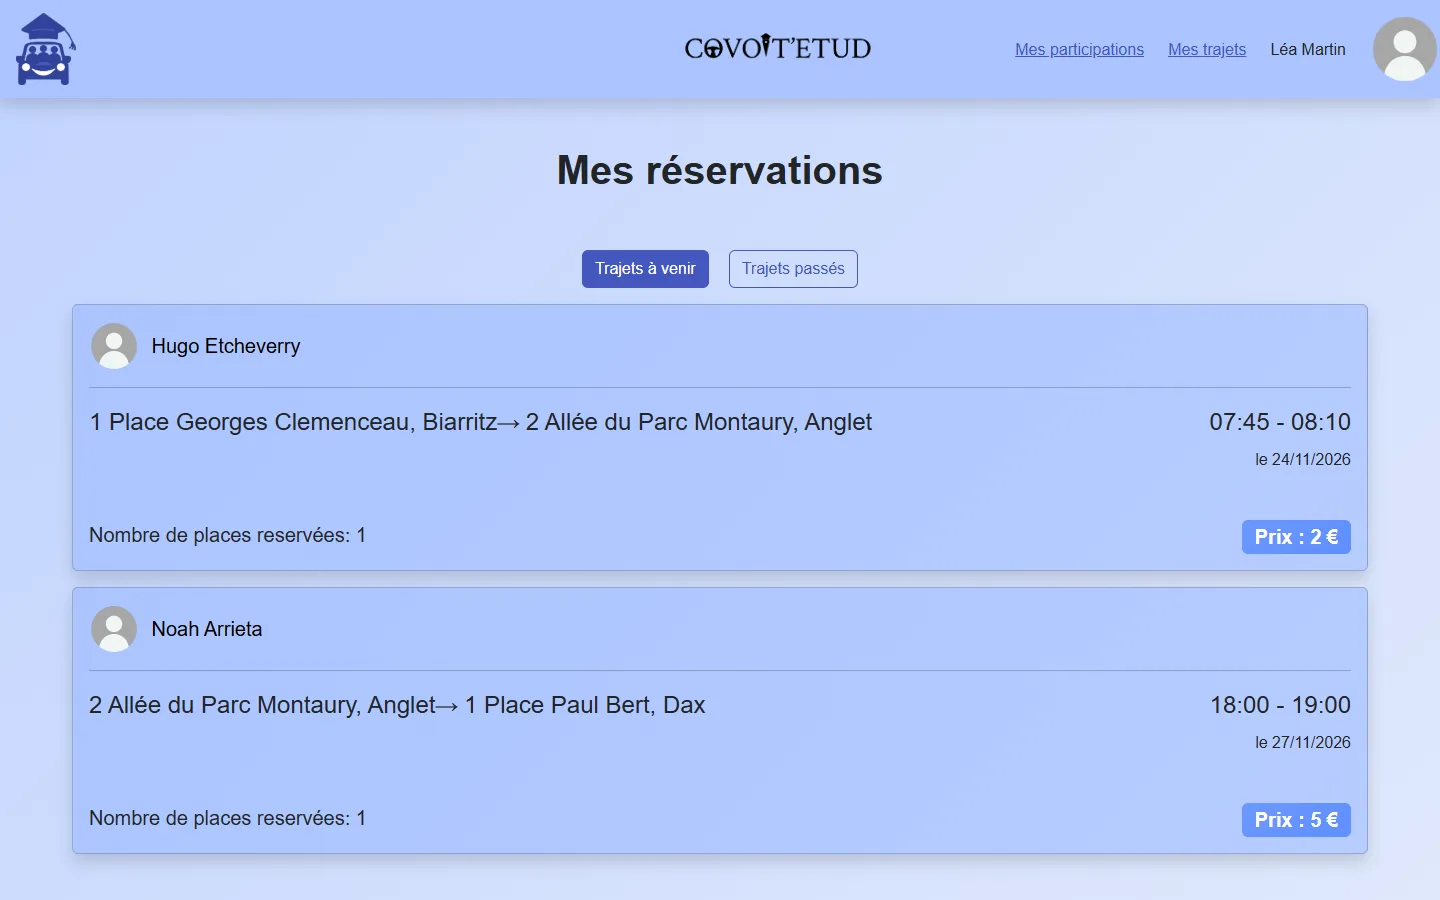 COVOIT'ETUD
Mes participations
Mes trajets
Léa Martin
Mes réservations
Trajets à venir
Trajets passés
Hugo Etcheverry
1 Place Georges Clemenceau, Biarritz→ 2 Allée du Parc Montaury, Anglet
07:45 - 08:10
le 24/11/2026
Nombre de places reservées: 1
Prix : 2 €
Noah Arrieta
2 Allée du Parc Montaury, Anglet→ 1 Place Paul Bert, Dax
18:00 - 19:00
le 27/11/2026
Nombre de places reservées: 1
Prix : 5 €